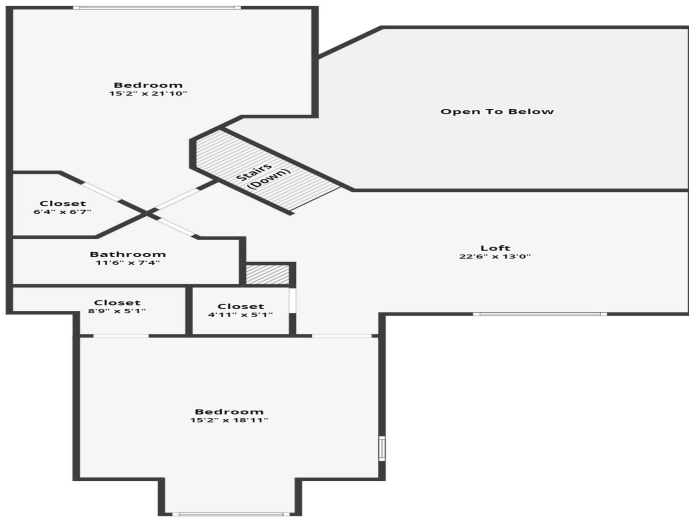 Bedroom
15'2" x 21'10"
Open To Below
Stairs
(Down)
Closet
6'4" x 6'7"
Bathroom
11'6" x 7'4"
Loft
22'6" x 13'0"
Closet
8'9" x 5'1"
Closet
4'11" x 5'1"
Bedroom
15'2" x 18'11"